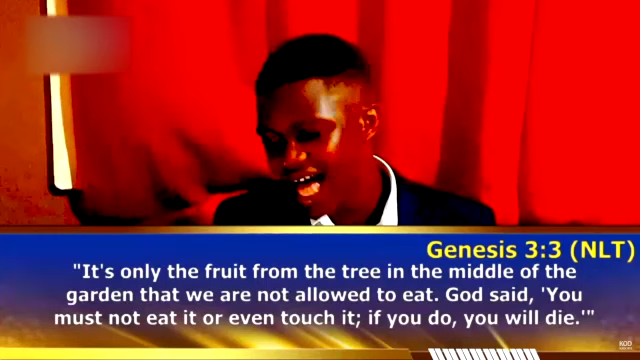 Genesis 3:3 (NLT)
"It's only the fruit from the tree in the middle of the
garden that we are not allowed to eat. God said, 'You
must not eat it or even touch it; if you do, you will die.'"
KOD